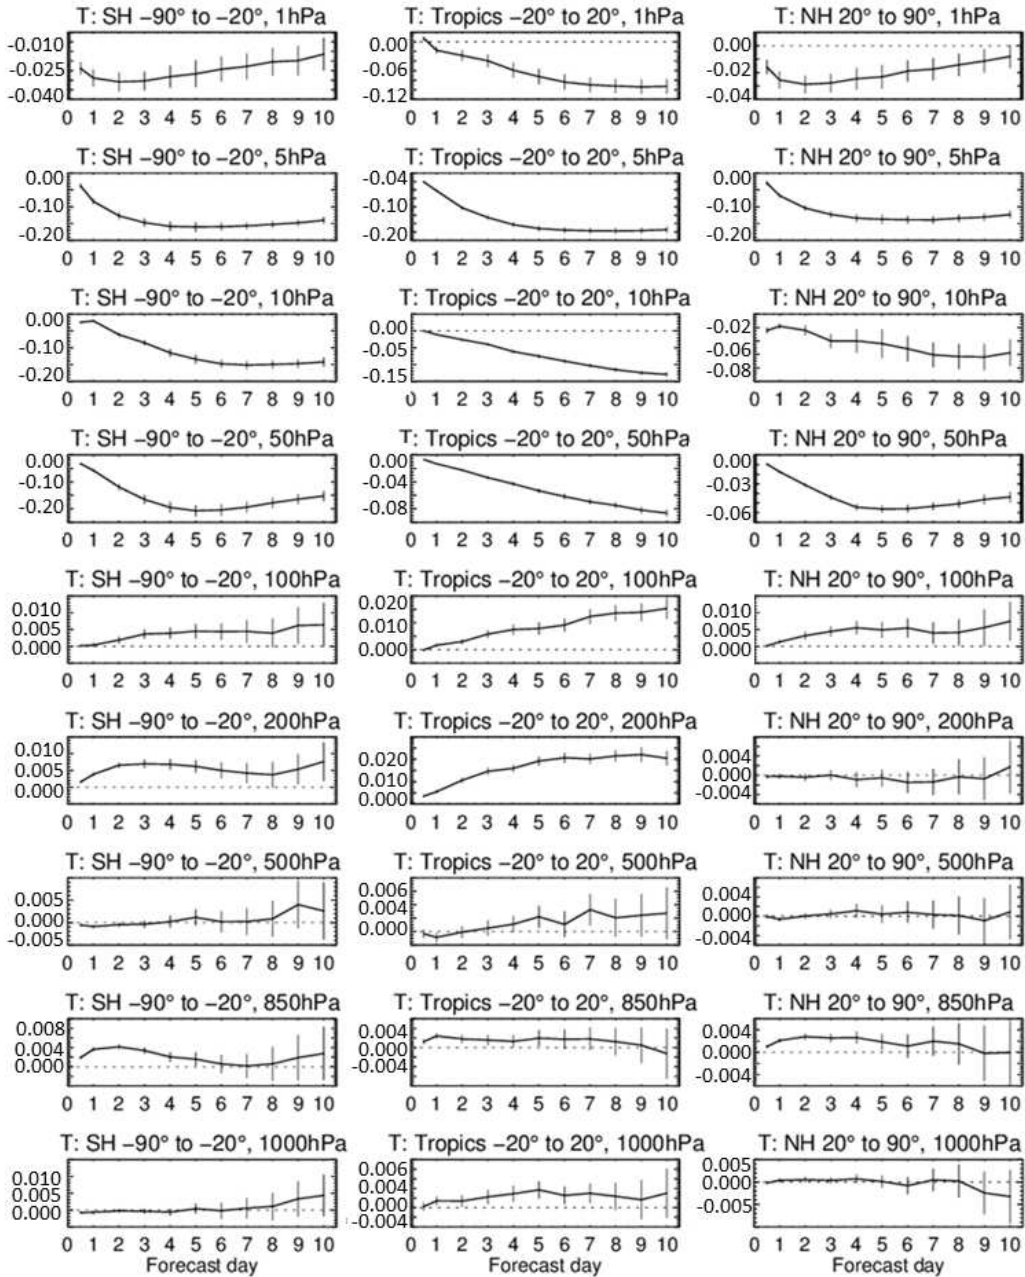 T: SH −90° to −20°, 1hPa T: Tropics −20° to 20°, 1hPa T: NH 20° to 90°, 1hPa
-0.010 0.00 0.00
-0.025 -0.06 -0.02
-0.040 -0.12 -0.04
0 1 2 3 4 5 6 7 8 9 10 0 1 2 3 4 5 6 7 8 9 10 0 1 2 3 4 5 6 7 8 9 10
T: SH −90° to −20°, 5hPa T: Tropics −20° to 20°, 5hPa T: NH 20° to 90°, 5hPa
0.00 -0.04 0.00
-0.10 -0.10
-0.20 -0.20 -0.20
0 1 2 3 4 5 6 7 8 9 10 0 1 2 3 4 5 6 7 8 9 10 0 1 2 3 4 5 6 7 8 9 10
T: SH −90° to −20°, 10hPa T: Tropics −20° to 20°, 10hPa T: NH 20° to 90°, 10hPa
0.00 0.00 -0.02
-0.10 -0.05 -0.06
-0.20 -0.15 -0.08
0 1 2 3 4 5 6 7 8 9 10 0 1 2 3 4 5 6 7 8 9 10 0 1 2 3 4 5 6 7 8 9 10
T: SH −90° to −20°, 50hPa T: Tropics −20° to 20°, 50hPa T: NH 20° to 90°, 50hPa
0.00 0.00 0.00
-0.20 -0.08 -0.03
-0.06
0 1 2 3 4 5 6 7 8 9 10 0 1 2 3 4 5 6 7 8 9 10 0 1 2 3 4 5 6 7 8 9 10
T: SH −90° to −20°, 100hPa T: Tropics −20° to 20°, 100hPa T: NH 20° to 90°, 100hPa
0.010 0.020 0.010
0.005 0.010 0.005
0.000 0.000 0.000
0 1 2 3 4 5 6 7 8 9 10 0 1 2 3 4 5 6 7 8 9 10 0 1 2 3 4 5 6 7 8 9 10
T: SH −90° to −20°, 200hPa T: Tropics −20° to 20°, 200hPa T: NH 20° to 90°, 200hPa
0.010 0.020 0.004
0.005 0.010 0.000
0.000 0.000 -0.004
0 1 2 3 4 5 6 7 8 9 10 0 1 2 3 4 5 6 7 8 9 10 0 1 2 3 4 5 6 7 8 9 10
T: SH −90° to −20°, 500hPa T: Tropics −20° to 20°, 500hPa T: NH 20° to 90°, 500hPa
0.005 0.006 0.004
0.000 0.004 0.000
-0.005 0.000 -0.004
0 1 2 3 4 5 6 7 8 9 10 0 1 2 3 4 5 6 7 8 9 10 0 1 2 3 4 5 6 7 8 9 10
T: SH −90° to −20°, 850hPa T: Tropics −20° to 20°, 850hPa T: NH 20° to 90°, 850hPa
0.008 0.004 0.004
0.004 0.000 0.000
0.000 -0.004 -0.004
0 1 2 3 4 5 6 7 8 9 10 0 1 2 3 4 5 6 7 8 9 10 0 1 2 3 4 5 6 7 8 9 10
T: SH −90° to −20°, 1000hPa T: Tropics −20° to 20°, 1000hPa T: NH 20° to 90°, 1000hPa
0.010 0.006 0.005
0.005 0.004 0.000
0.000 0.000 -0.005
-0.004
0 1 2 3 4 5 6 7 8 9 10 0 1 2 3 4 5 6 7 8 9 10 0 1 2 3 4 5 6 7 8 9 10
Forecast day Forecast day Forecast day